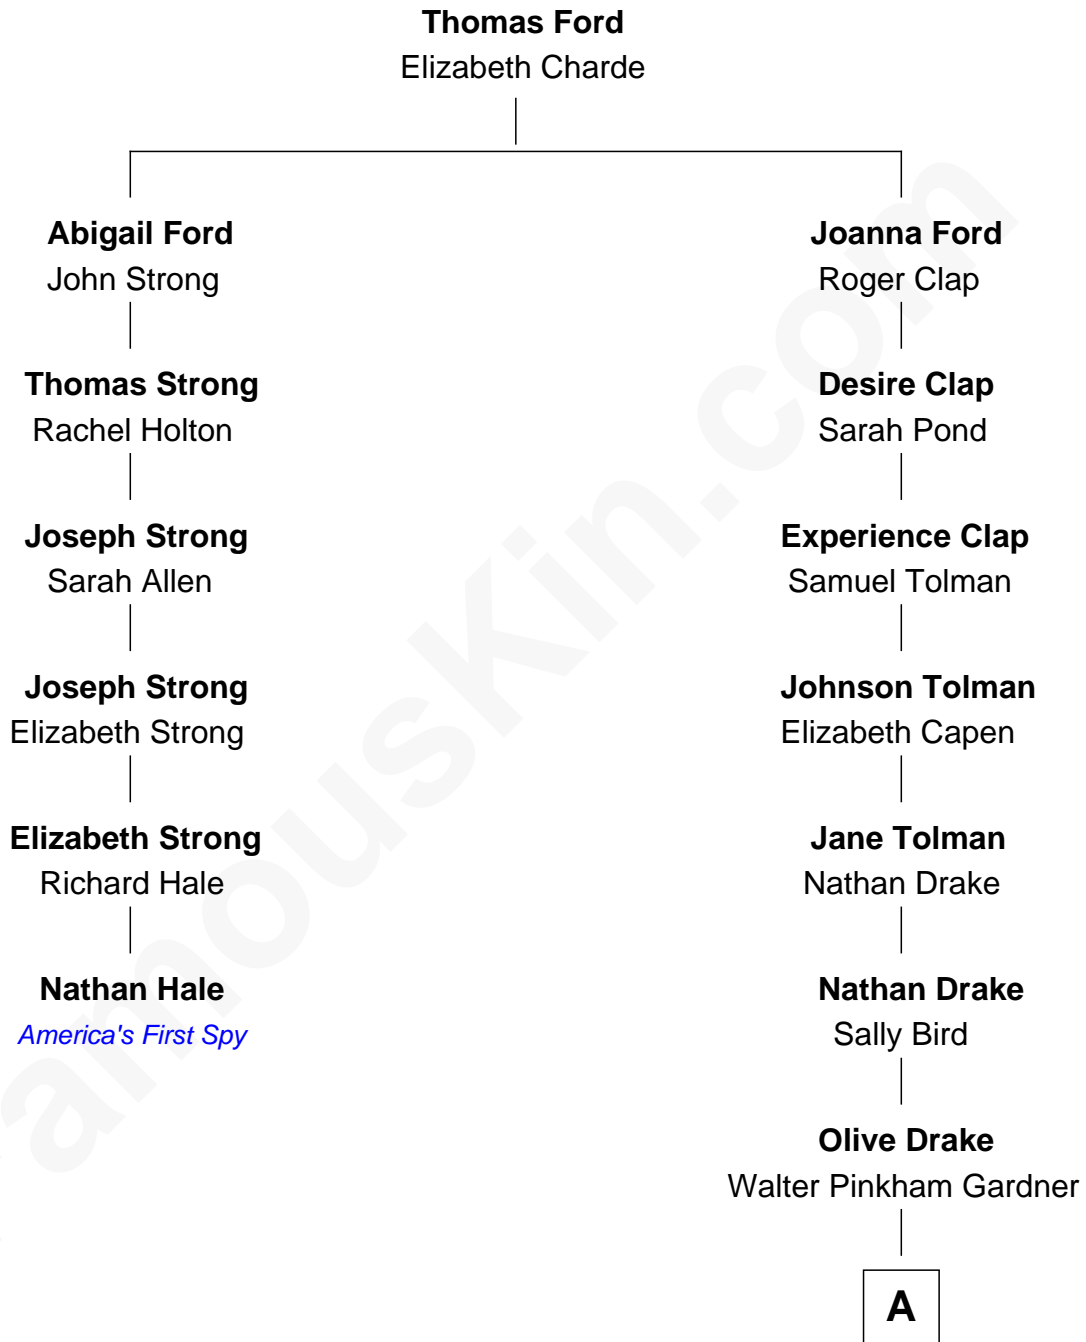 Thomas Ford
Elizabeth Charde
Abigail Ford
John Strong
Joanna Ford
Roger Clap
Thomas Strong
Rachel Holton
Desire Clap
Sarah Pond
Joseph Strong
Sarah Allen
Experience Clap
Samuel Tolman
Joseph Strong
Elizabeth Strong
Johnson Tolman
Elizabeth Capen
Elizabeth Strong
Richard Hale
Jane Tolman
Nathan Drake
Nathan Hale
America's First Spy
Nathan Drake
Sally Bird
Olive Drake
Walter Pinkham Gardner
A
amouskin.com